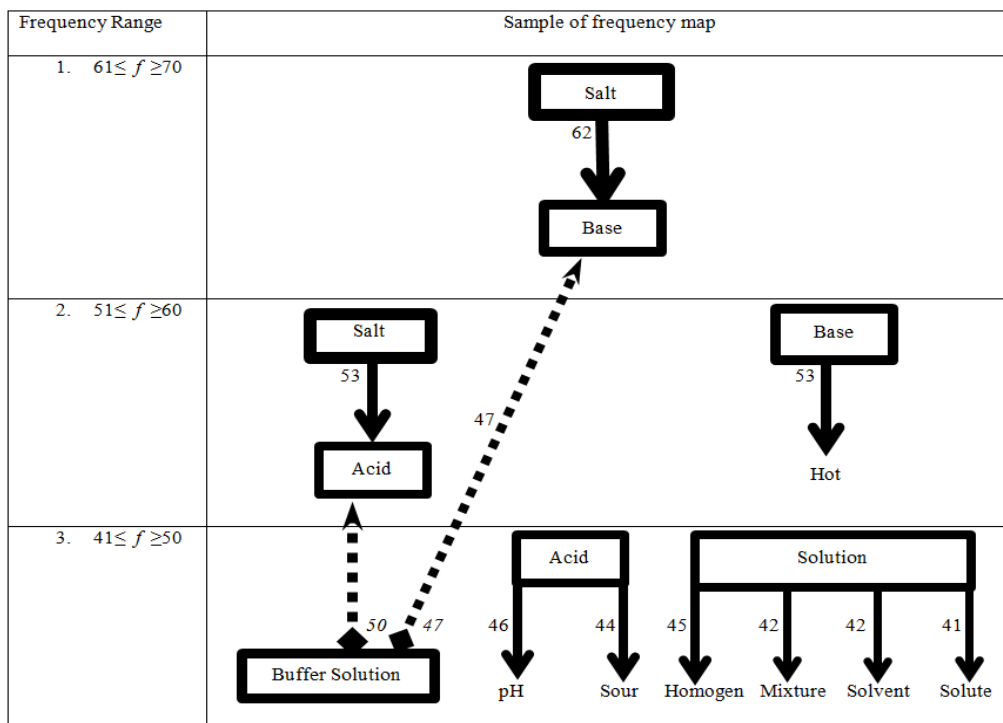 Frequency Range
Sample of frequency map
1. 61≤ f ≥70
Salt
62
Base
2. 51≤ f ≥60
Salt
Base
53
53
47
Acid
Hot
3. 41≤ f ≥50
Acid
Solution
50
47
46
44
45
42
42
41
Buffer Solution
pH
Sour
Homogen
Mixture
Solvent
Solute